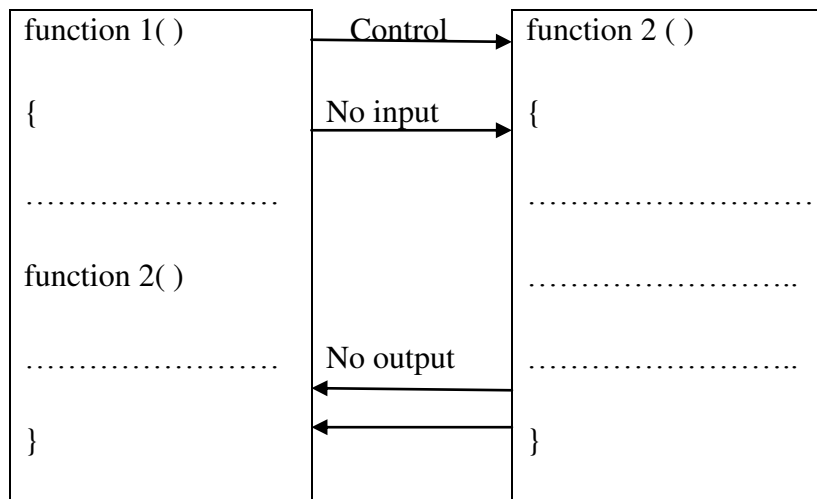 function 1( )
{
……………………
function 2( )
……………………
}
Control
No input
No output
function 2 ( )
{
………………………
……………………..
……………………..
}